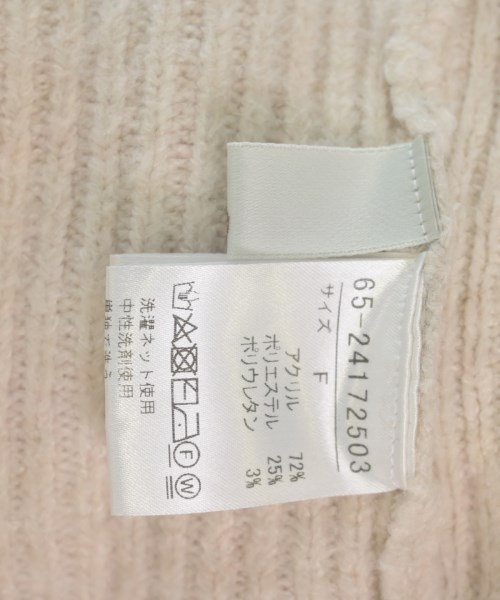 65-24172503
サイズ F
アクリル 72%
ポリエステル 25%
ポリウレタン 3%
F W
洗濯ネット使用
中性洗剤使用